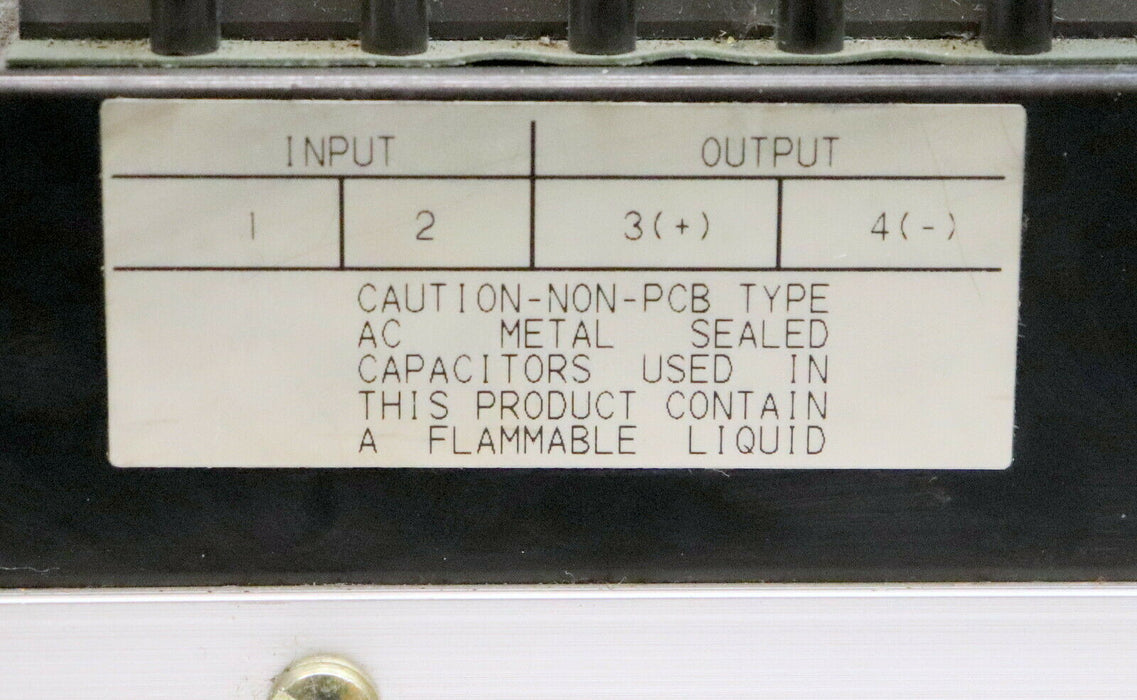 INPUT OUTPUT
1 2 3(+) 4(-)
CAUTION-NON-PCB TYPE
AC METAL SEALED
CAPACITORS USED IN
THIS PRODUCT CONTAIN
A FLAMMABLE LIQUID